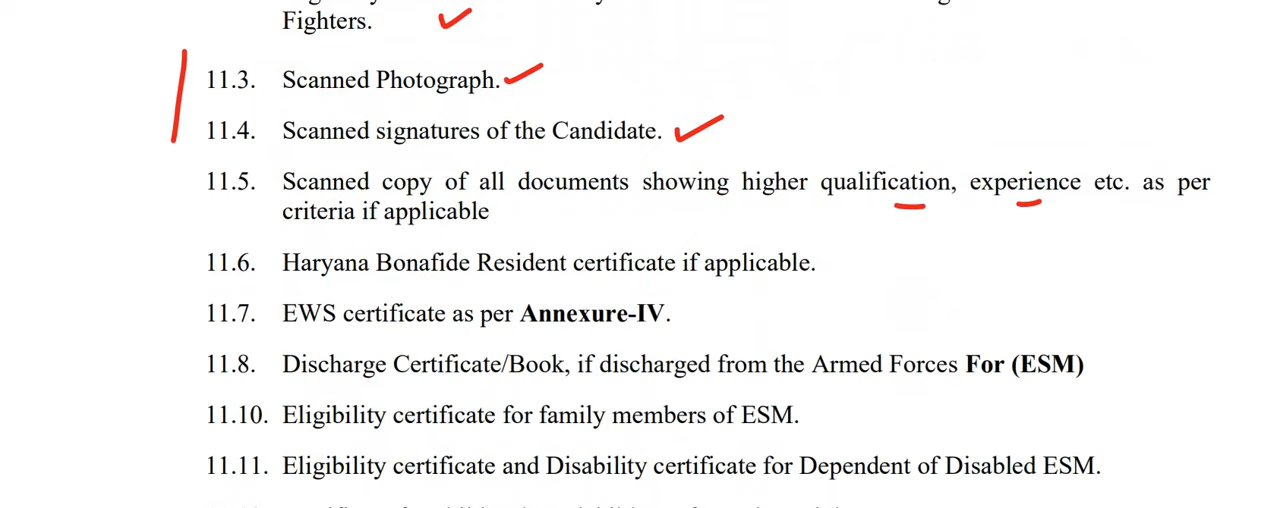 Fighters.
11.3. Scanned Photograph.
11.4. Scanned signatures of the Candidate.
11.5. Scanned copy of all documents showing higher qualification, experience etc. as per
criteria if applicable
11.6. Haryana Bonafide Resident certificate if applicable.
11.7. EWS certificate as per Annexure-IV.
11.8. Discharge Certificate/Book, if discharged from the Armed Forces For (ESM)
11.10. Eligibility certificate for family members of ESM.
11.11. Eligibility certificate and Disability certificate for Dependent of Disabled ESM.